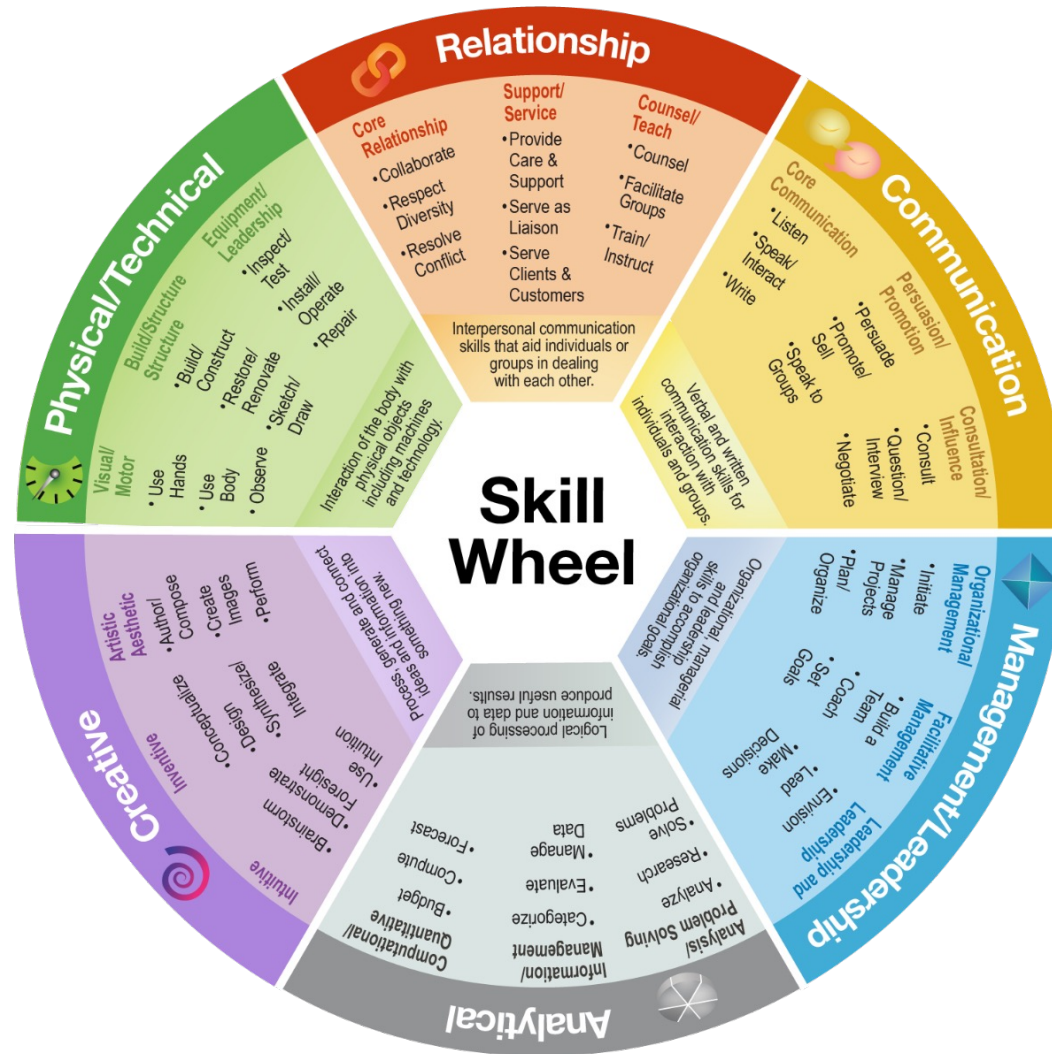 Skill
Wheel
Relationship
Core
Relationship
•Collaborate
•Respect
Diversity
•Resolve
Conflict
Support/
Service
•Provide
Care &
Support
•Serve as
Liaison
•Serve
Clients &
Customers
Counsel/
Teach
•Counsel
•Facilitate
Groups
•Train/
Instruct
Interpersonal communication
skills that aid individuals or
groups in dealing
with each other.
Communication
Core
Communication
•Listen
•Speak/
Interact
•Write
Persuasion/
Promotion
•Persuade
•Promote/
Sell
•Speak to
Groups
Consultation/
Influence
•Consult
•Question/
Interview
•Negotiate
Verbal and written
communication skills for
interaction with
individuals and groups.
Management/Leadership
Organizational
Management
•Initiate
•Manage
Projects
•Plan/
Organize
Facilitative
Management
•Build a
Team
•Coach
•Set
Goals
Leadership and
Leadership
•Envision
•Lead
•Make
Decisions
Organizational, managerial
and leadership
skills to accomplish
organizational goals.
Analytical
Analysis/
Problem Solving
•Analyze
•Research
•Solve
Problems
Information/
Management
•Categorize
•Evaluate
•Manage
Data
Computational/
Quantitative
•Budget
•Compute
•Forecast
Logical processing of
information and data to
produce useful results.
Creative
Intuitive
•Brainstorm
•Demonstrate
Foresight
•Use
Intuition
Inventive
•Conceptualize
•Design
•Synthesize/
Integrate
Artistic
Aesthetic
•Author/
Compose
•Create
Images
•Perform
Process, generate and connect
ideas and information into
something new.
Physical/Technical
Visual/
Motor
•Use
Hands
•Use
Body
•Observe
Build/Structure
Structure
•Build/
Construct
•Restore/
Renovate
•Sketch/
Draw
Equipment/
Leadership
•Inspect/
Test
•Install/
Operate
•Repair
Interaction of the body with
physical objects
including machines
and technology.